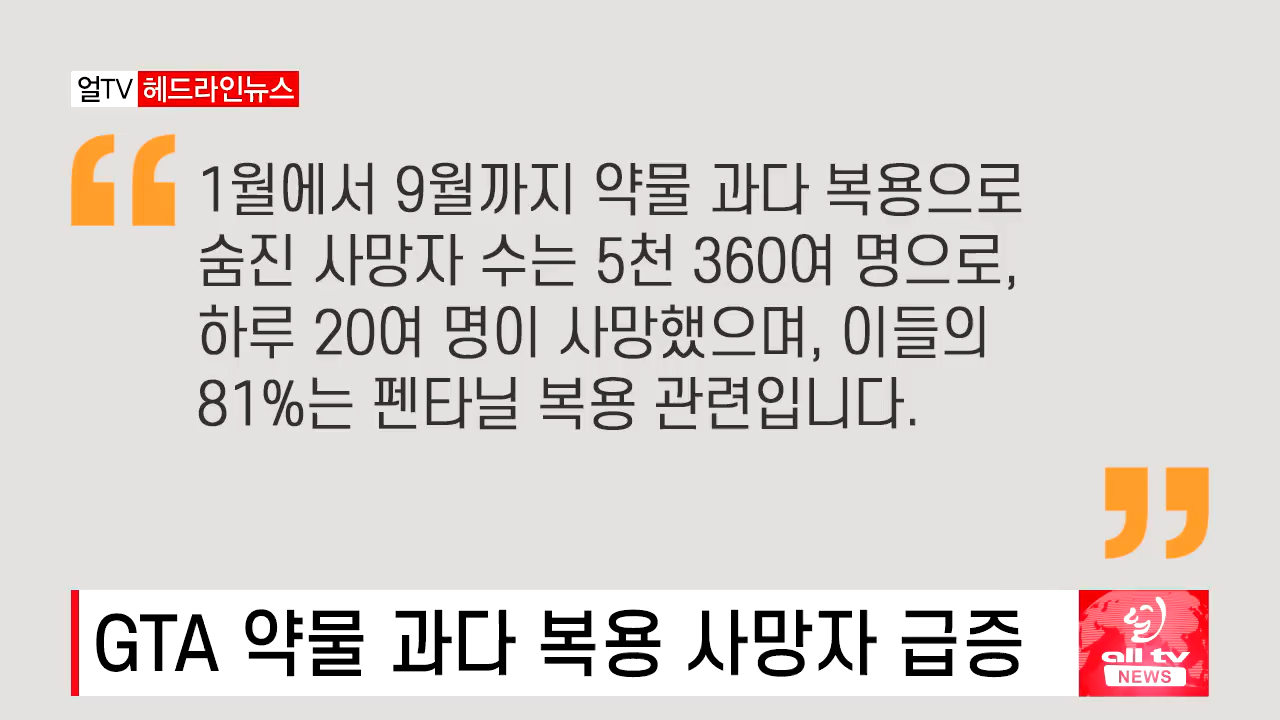 얼TV 헤드라인뉴스
1월에서 9월까지 약물 과다 복용으로
숨진 사망자 수는 5천 360여 명으로,
하루 20여 명이 사망했으며, 이들의
81%는 펜타닐 복용 관련입니다.
GTA 약물 과다 복용 사망자 급증
얼
all tv
NEWS